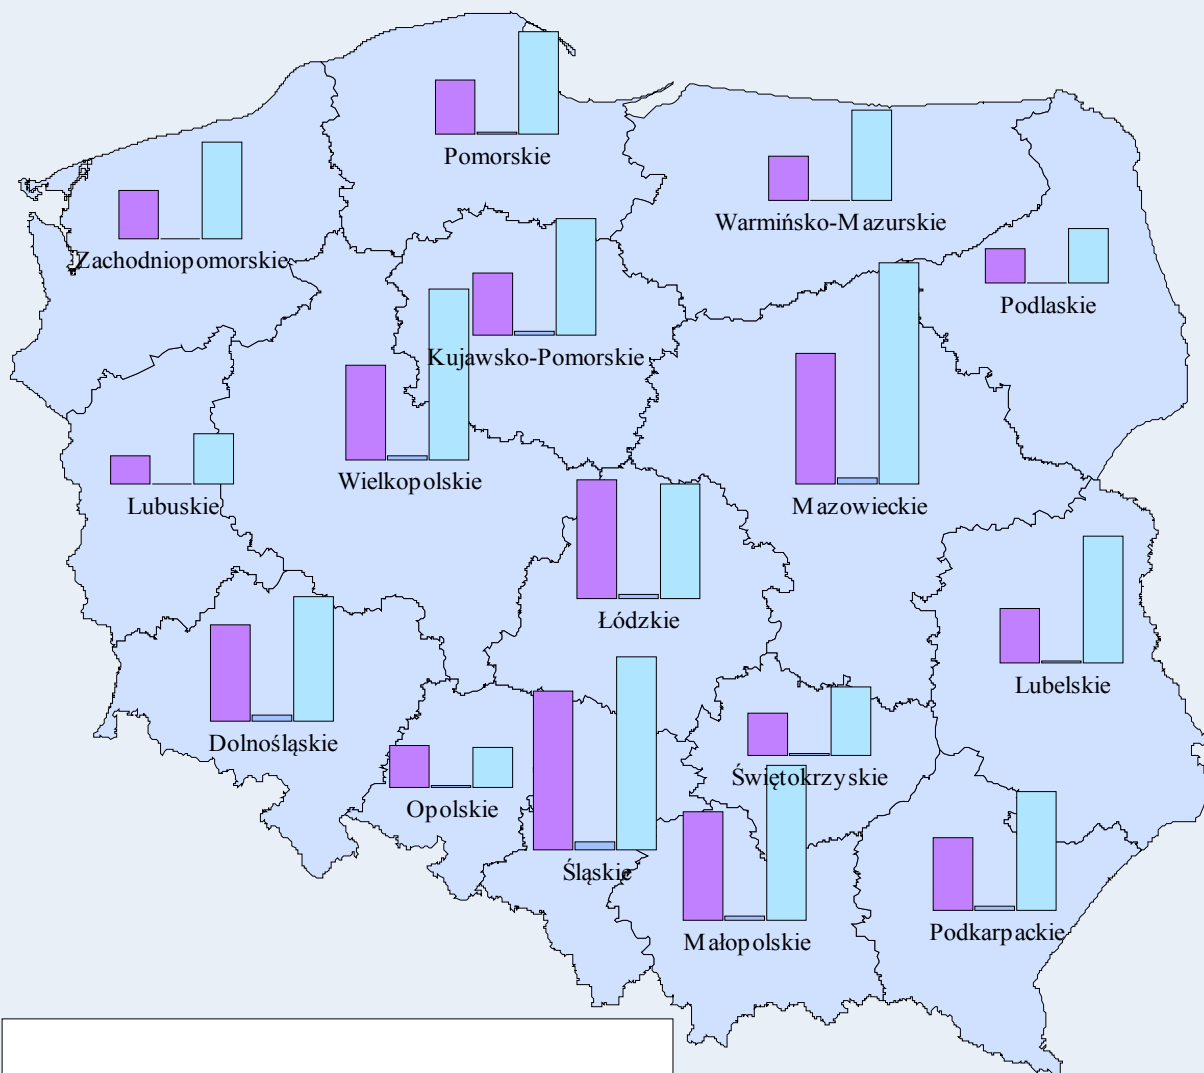 Pomorskie
Warmińsko-Mazurskie
Zachodniopomorskie
Podlaskie
Kujawsko-Pomorskie
Wielkopolskie
Lubuskie
Mazowieckie
Łódzkie
Lubelskie
Dolnośląskie
Świętokrzyskie
Opolskie
Śląskie
Podkarpackie
Małopolskie